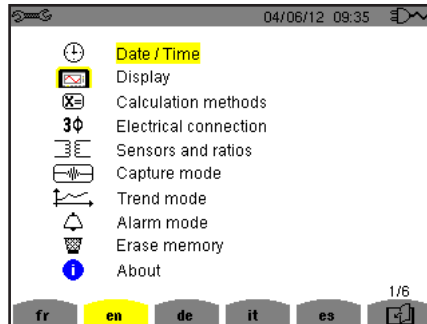 04/06/12 09:35
Date / Time
Display
X= Calculation methods
3Φ Electrical connection
Sensors and ratios
Capture mode
Trend mode
Alarm mode
Erase memory
i About
1/6
fr en de it es